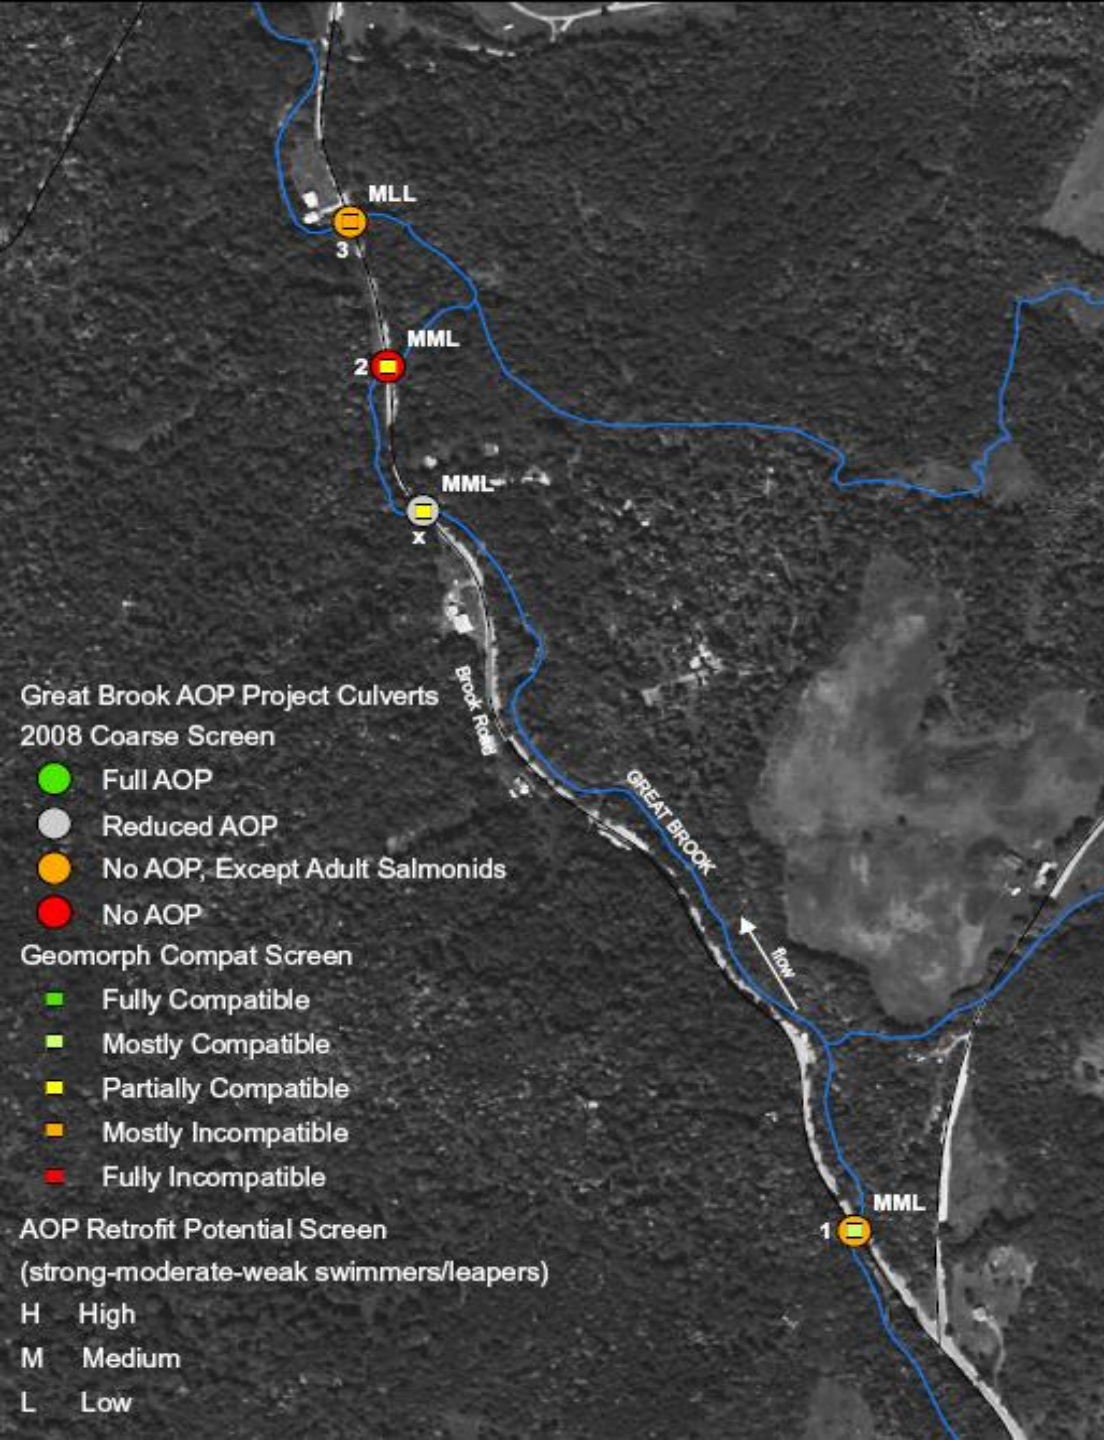 MLL
3
MML
2
MML
x
Brook Road
GREAT BROOK
flow
MML
1
Great Brook AOP Project Culverts
2008 Coarse Screen
Full AOP
Reduced AOP
No AOP, Except Adult Salmonids
No AOP
Geomorph Compat Screen
Fully Compatible
Mostly Compatible
Partially Compatible
Mostly Incompatible
Fully Incompatible
AOP Retrofit Potential Screen
(strong-moderate-weak swimmers/leapers)
H High
M Medium
L Low